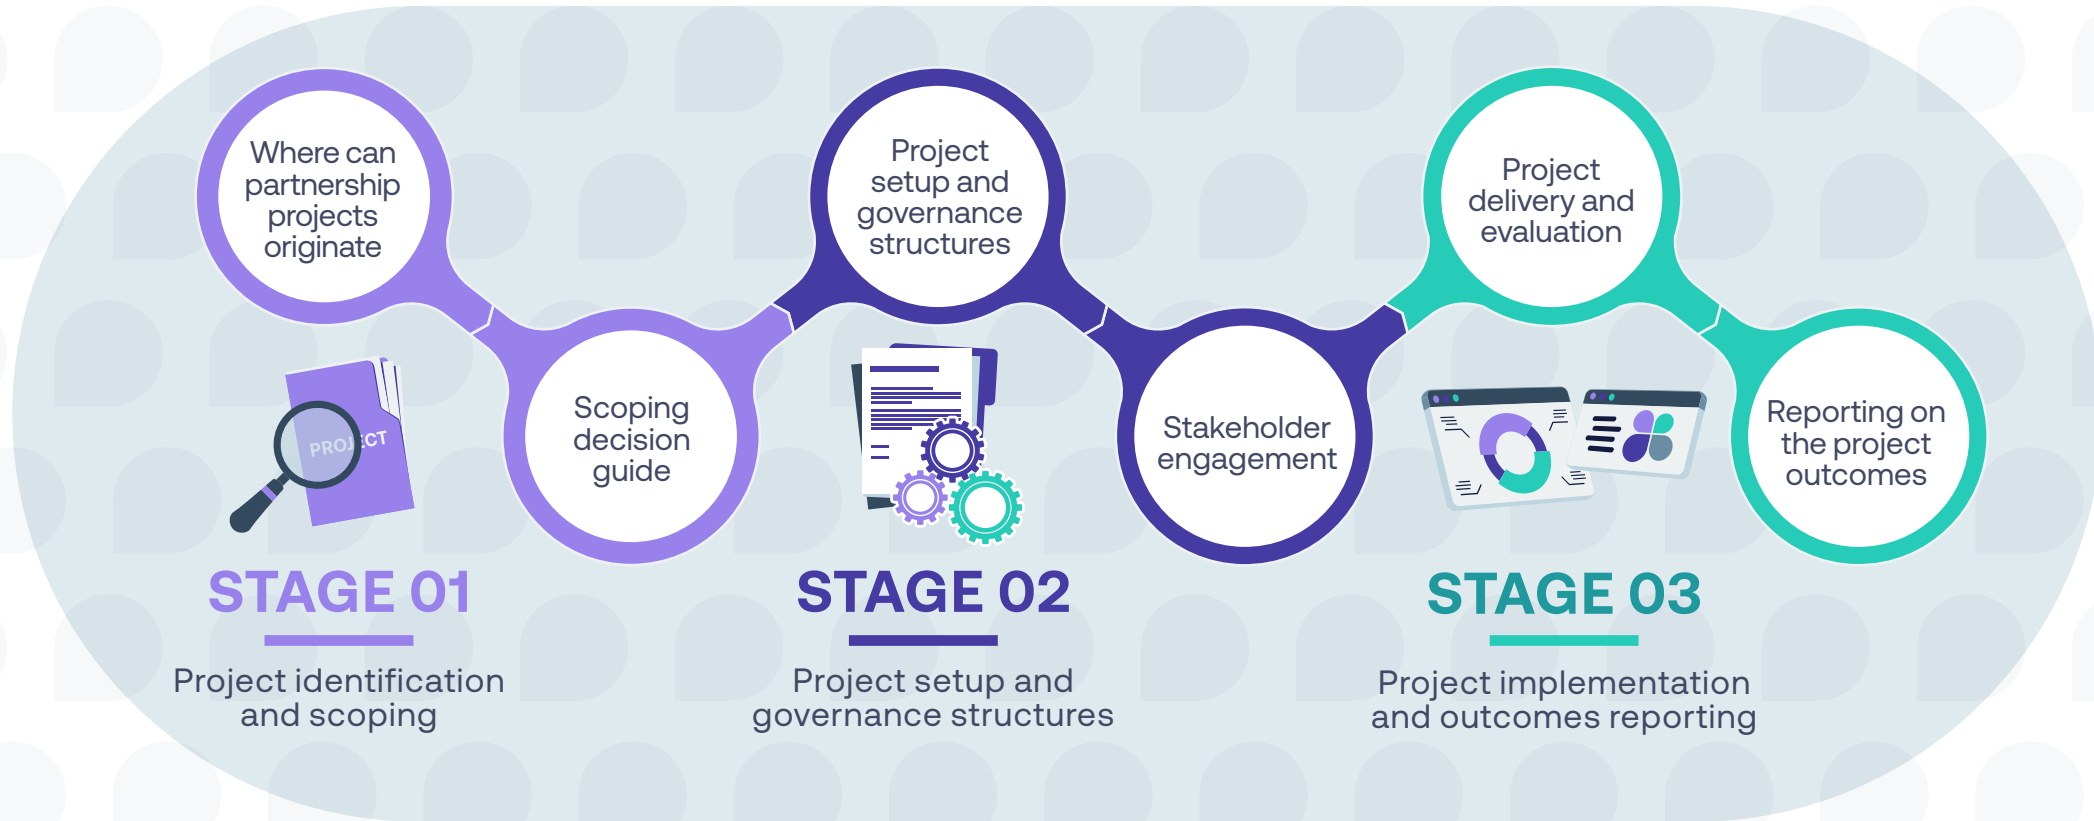 Where can
partnership
projects
originate
Scoping
decision
guide
Project
setup and
governance
structures
Stakeholder
engagement
Project
delivery and
evaluation
Reporting on
the project
outcomes
PROJECT
STAGE 01
Project identification
and scoping
STAGE 02
Project setup and
governance structures
STAGE 03
Project implementation
and outcomes reporting